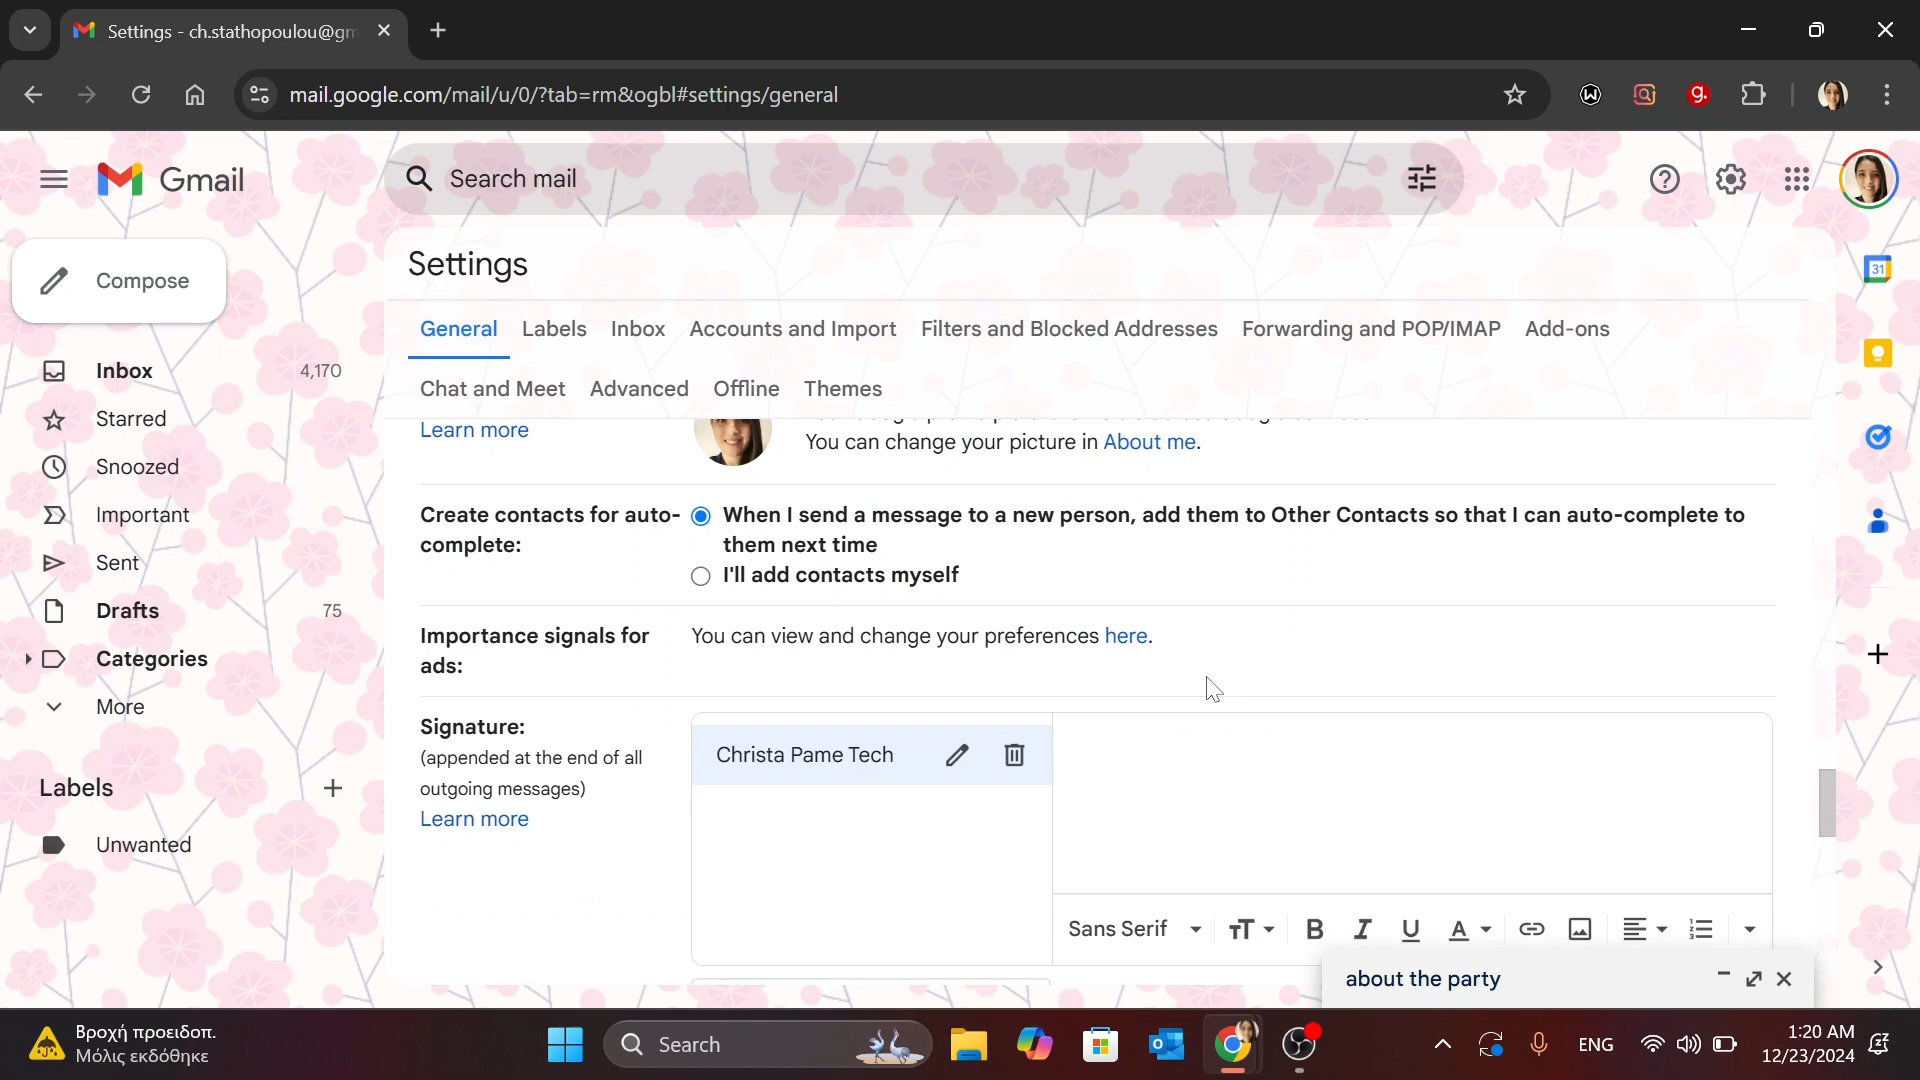 Settings - ch.stathopoulou@gm
mail.google.com/mail/u/0/?tab=rm&ogbl#settings/general
Gmail
Search mail
Compose
Inbox 4,170
Starred
Snoozed
Important
Sent
Drafts 75
Categories
More
Labels
Unwanted
Settings
General Labels Inbox Accounts and Import Filters and Blocked Addresses Forwarding and POP/IMAP Add-ons
Chat and Meet Advanced Offline Themes
Learn more
You can change your picture in About me.
Create contacts for auto-complete:
When I send a message to a new person, add them to Other Contacts so that I can auto-complete to
them next time
I'll add contacts myself
Importance signals for
ads:
You can view and change your preferences here.
Signature:
(appended at the end of all
outgoing messages)
Learn more
Christa Pame Tech
Sans Serif
about the party
Βροχή προειδοπ.
Μόλις εκδόθηκε
Search
ENG
1:20 AM
12/23/2024